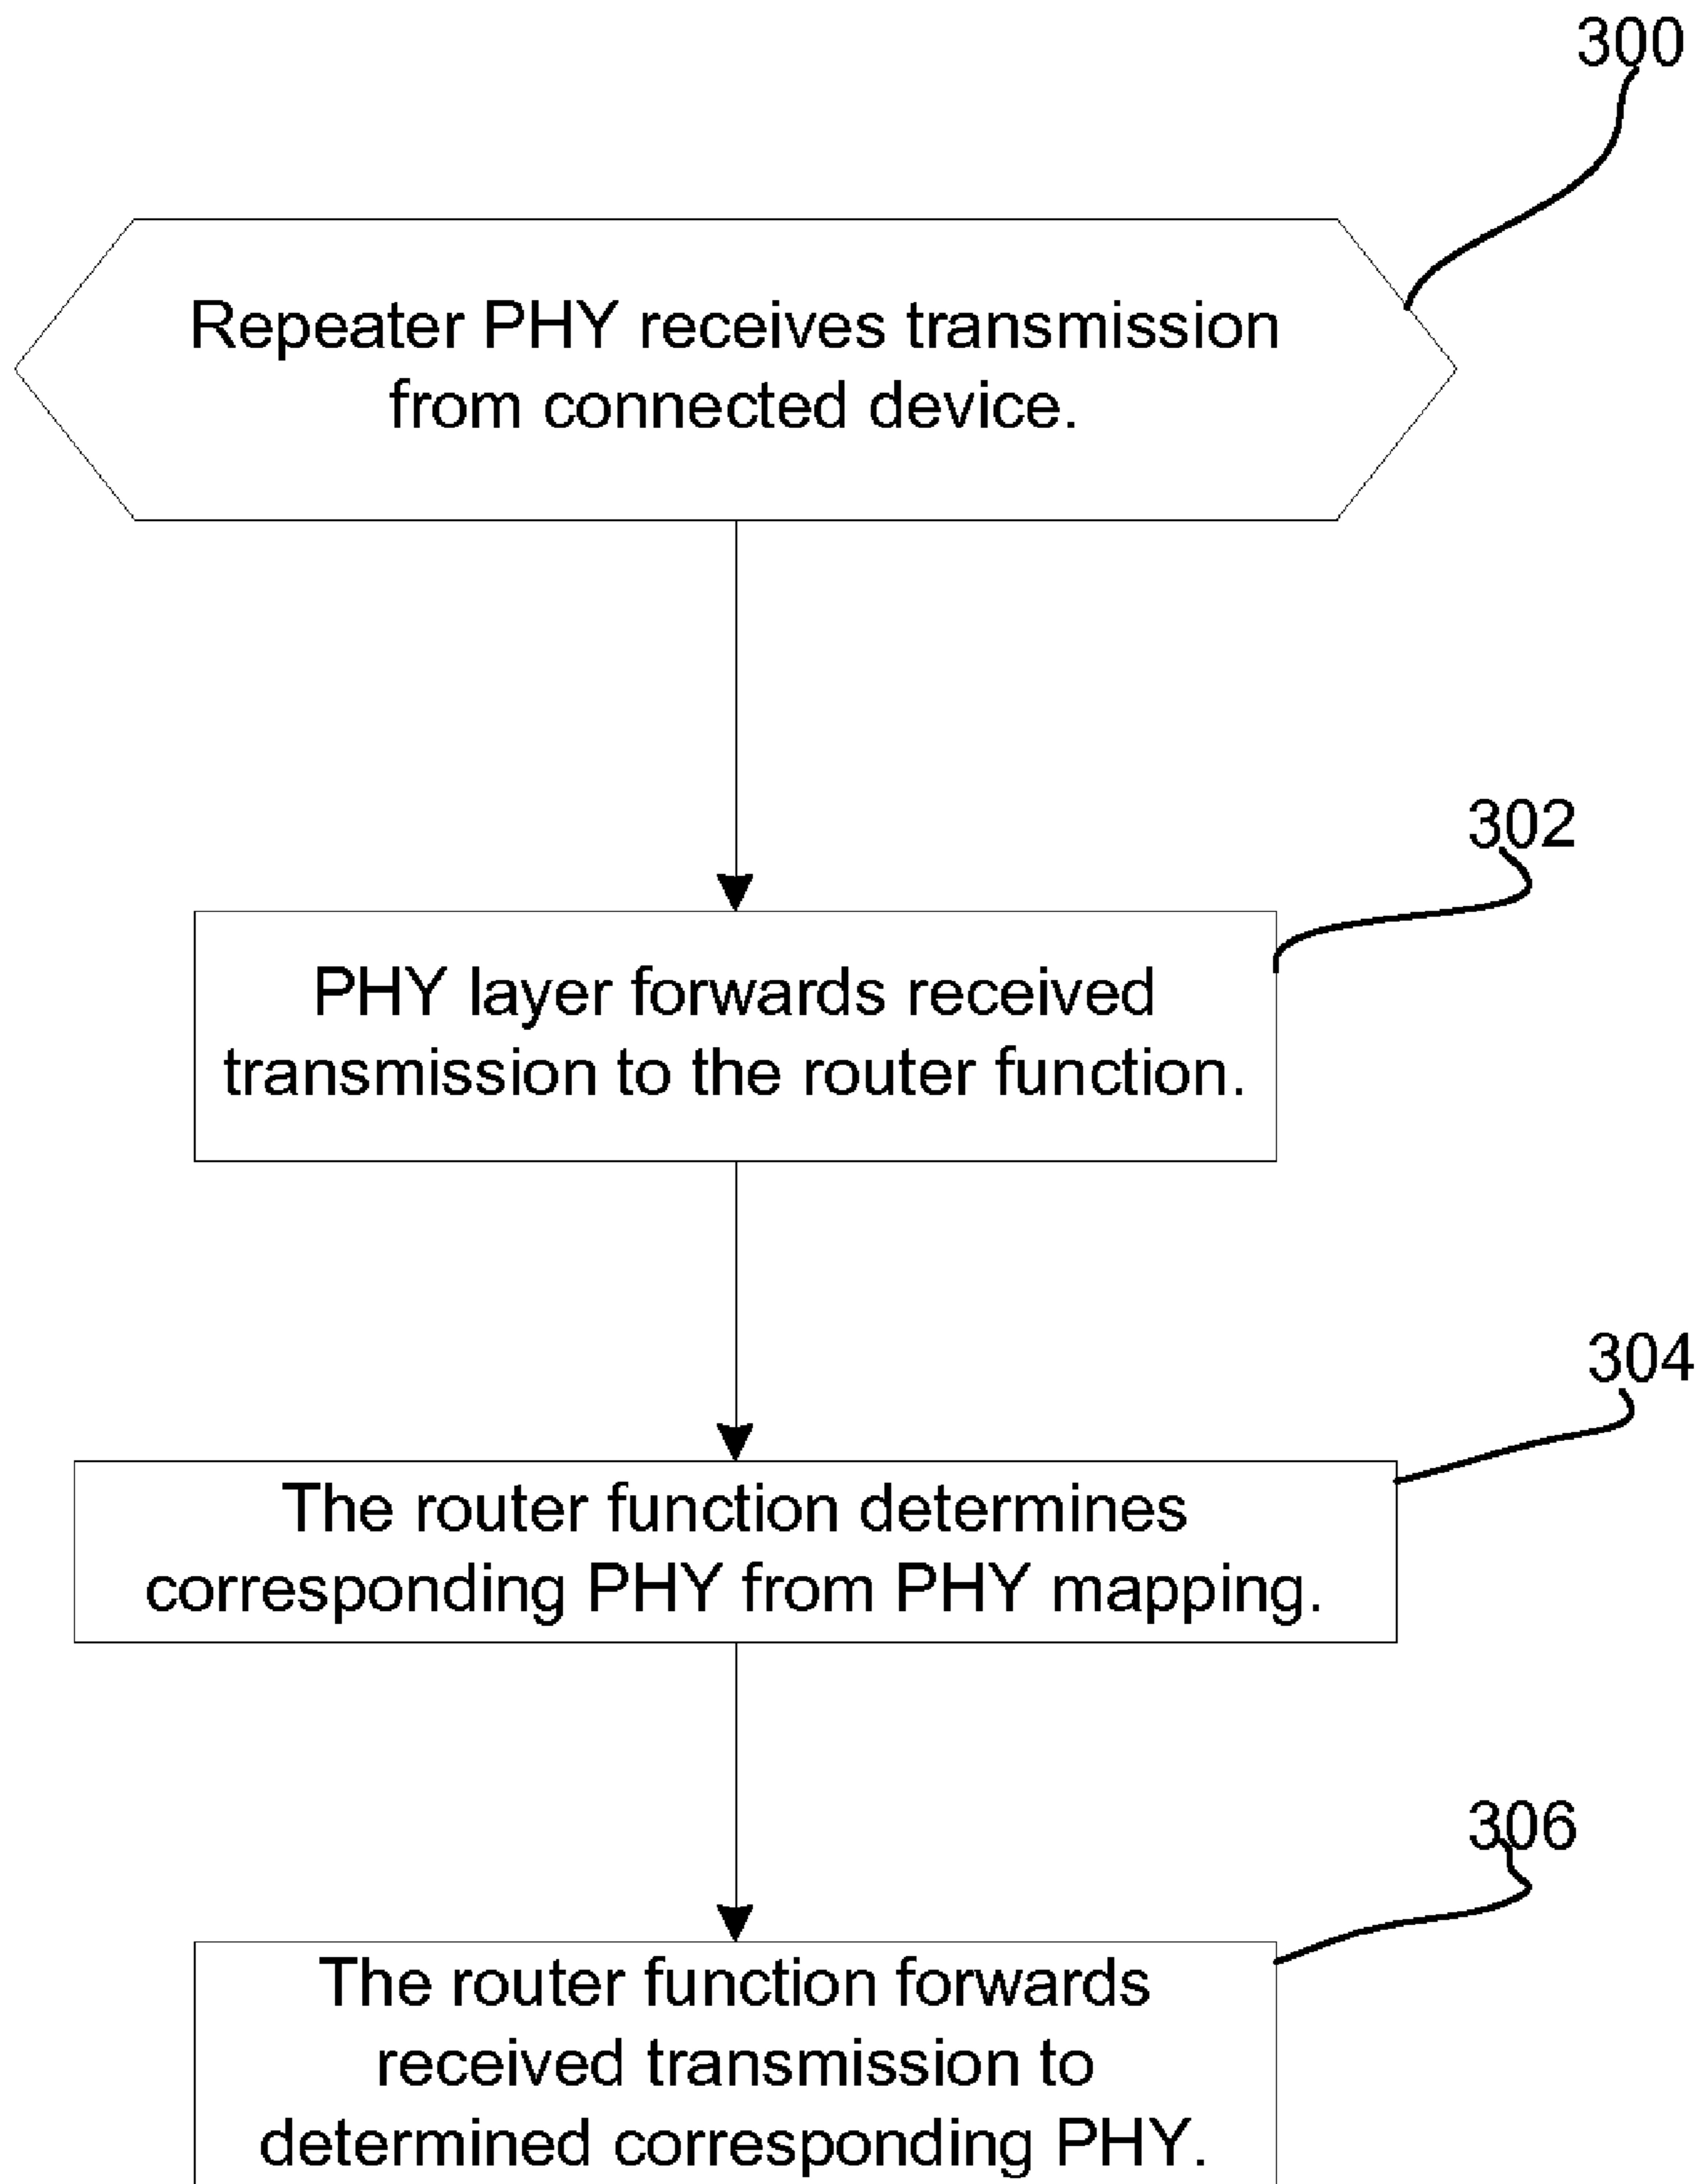 300
Repeater PHY receives transmission
from connected device.
302
PHY layer forwards received
transmission to the router function.
304
The router function determines
corresponding PHY from PHY mapping.
306
The router function forwards
received transmission to
determined corresponding PHY.